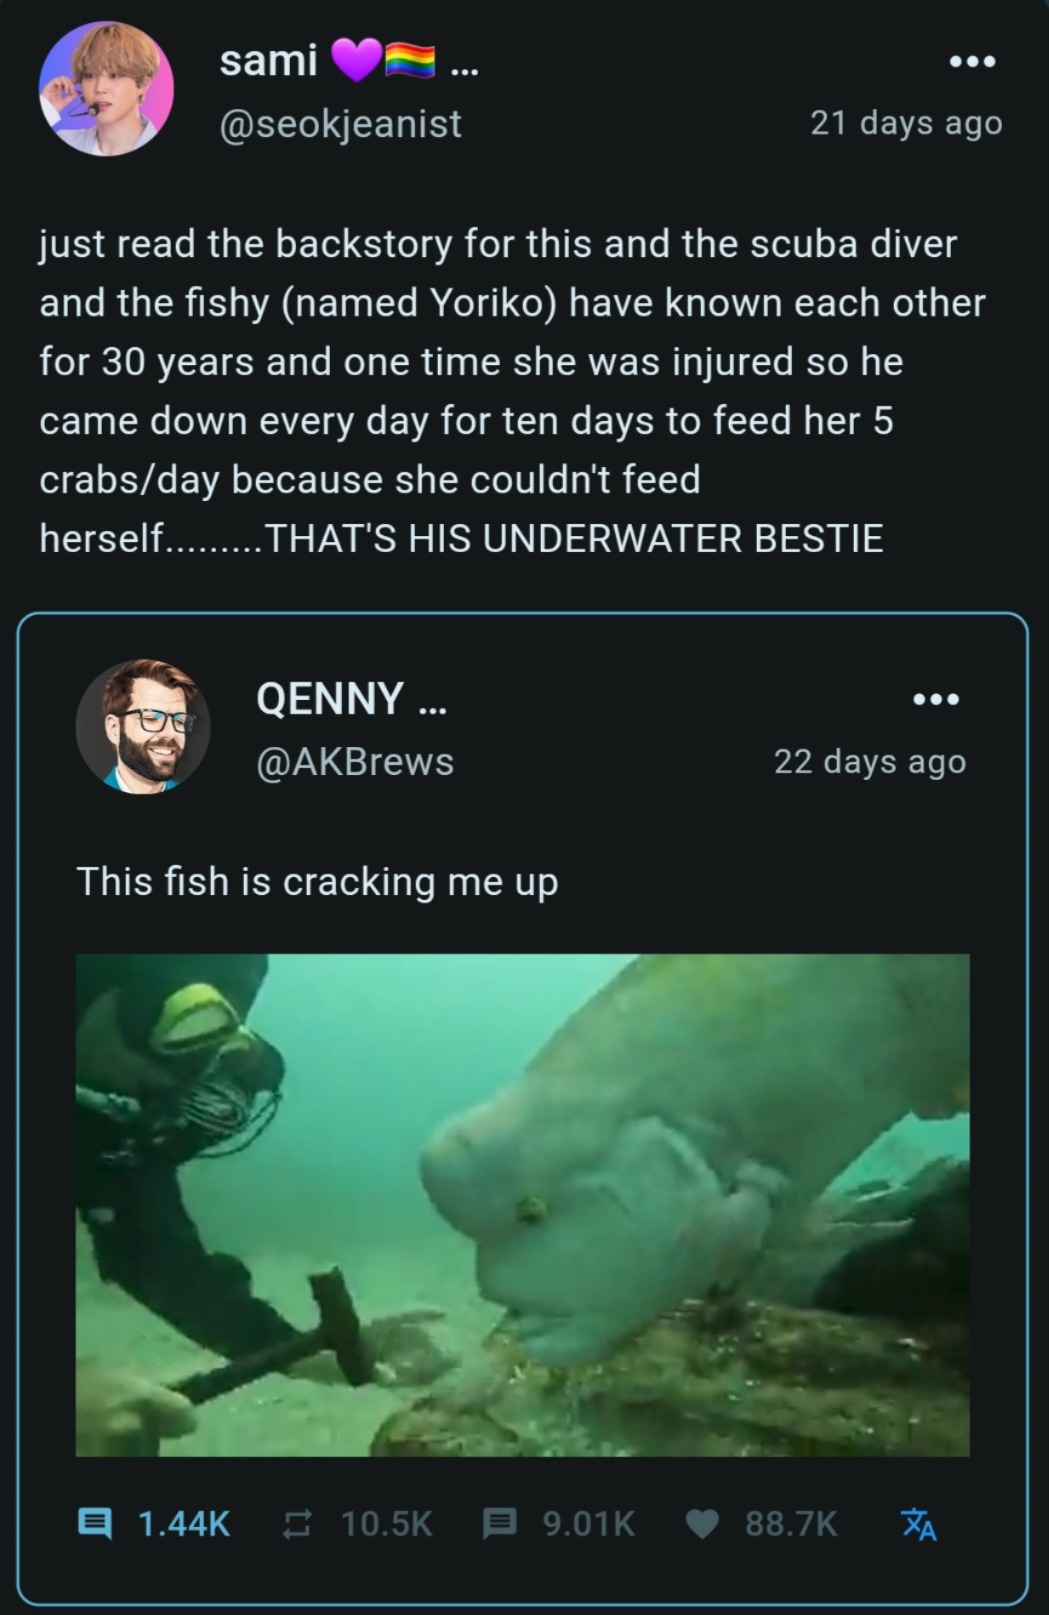 sami 💜🏳️‍🌈 ...
@seokjeanist
21 days ago
just read the backstory for this and the scuba diver
and the fishy (named Yoriko) have known each other
for 30 years and one time she was injured so he
came down every day for ten days to feed her 5
crabs/day because she couldn't feed
herself.........THAT'S HIS UNDERWATER BESTIE
QENNY ...
@AKBrews
22 days ago
This fish is cracking me up
1.44K 10.5K 9.01K 88.7K